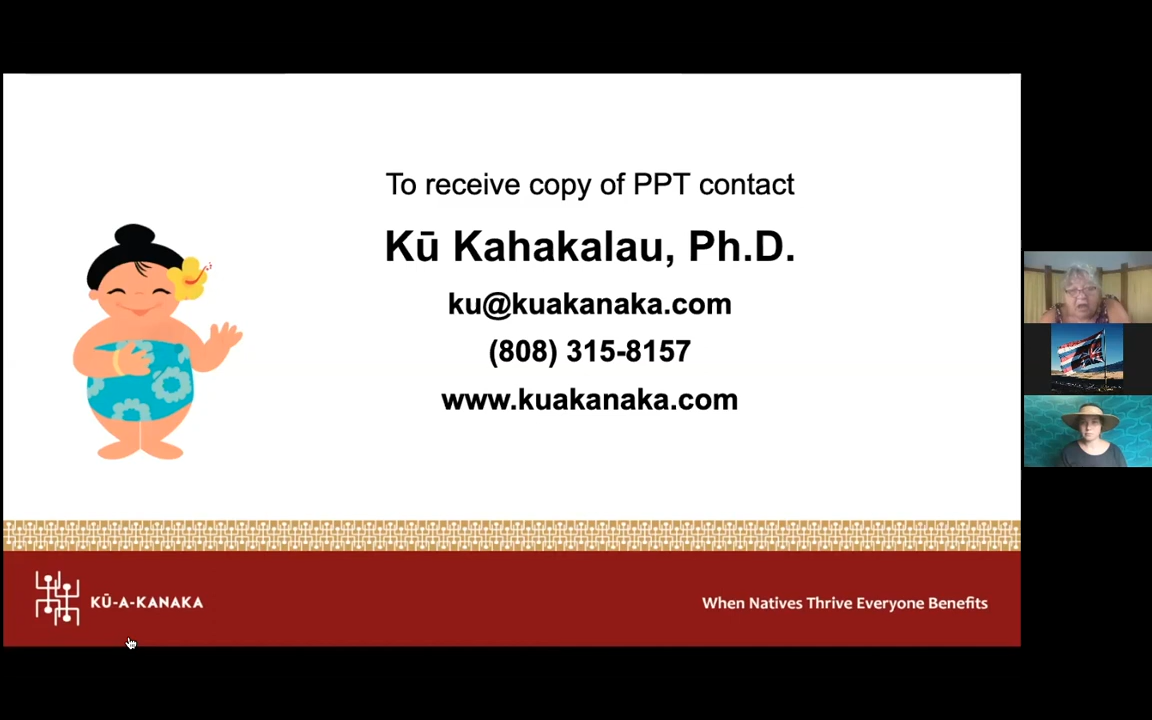 To receive copy of PPT contact
Kū Kahakalau, Ph.D.
ku@kuakanaka.com
(808) 315-8157
www.kuakanaka.com
KŪ-A-KANAKA
When Natives Thrive Everyone Benefits